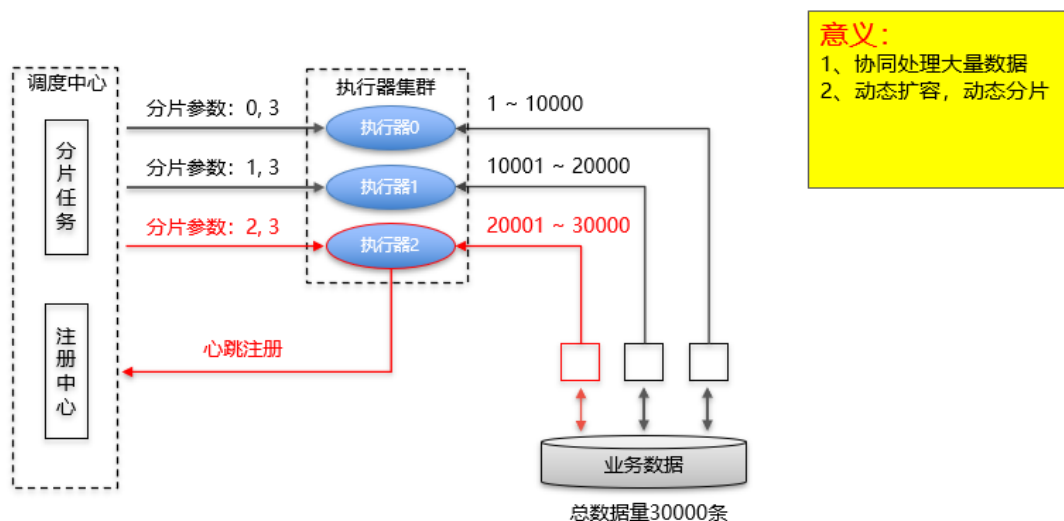 意义：
1、协同处理大量数据
2、动态扩容，动态分片
调度中心
分片任务
注册中心
分片参数：0, 3
分片参数：1, 3
分片参数：2, 3
心跳注册
执行器集群
执行器0
执行器1
执行器2
1 ~ 10000
10001 ~ 20000
20001 ~ 30000
业务数据
总数据量30000条